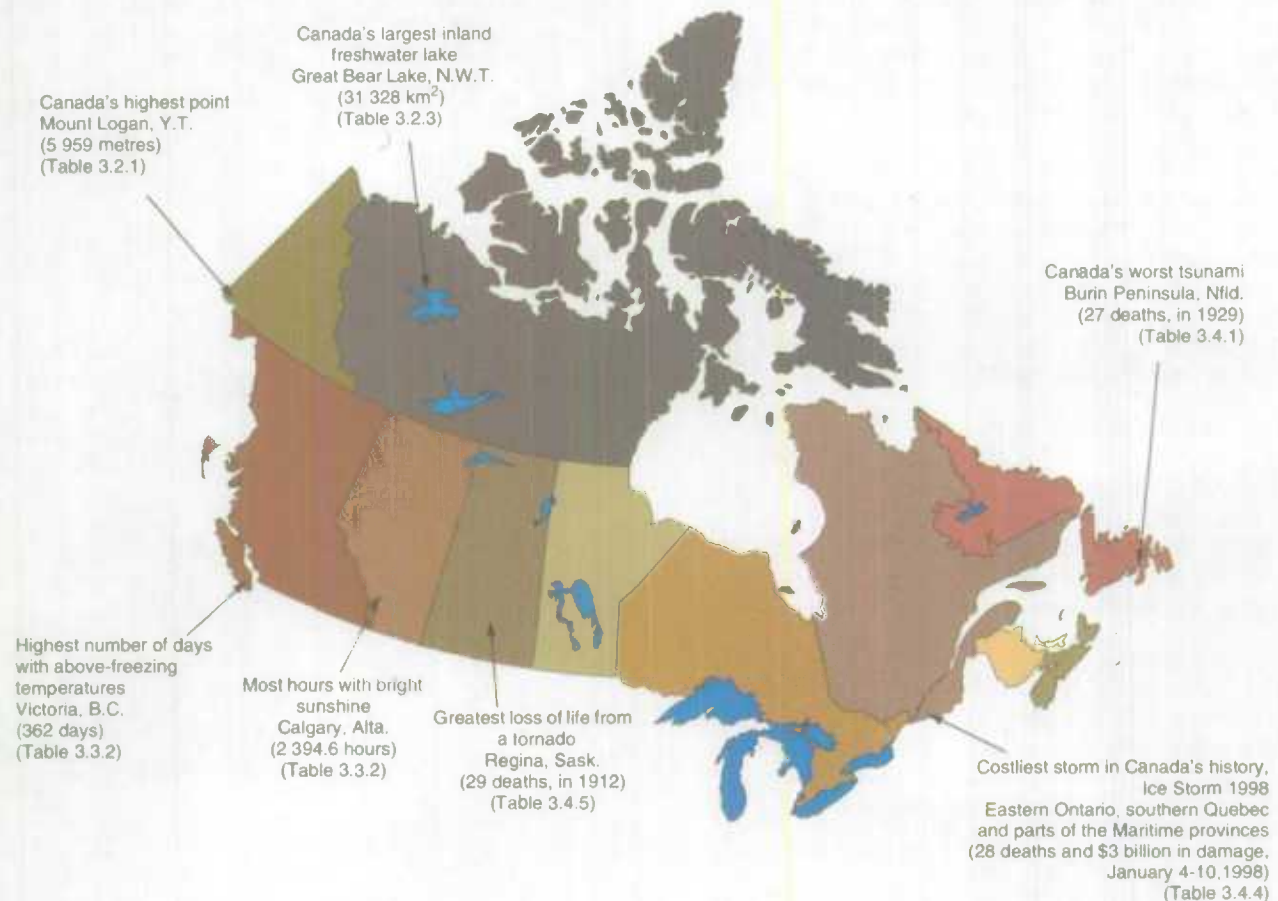 Canada's largest inland
freshwater lake
Great Bear Lake, N.W.T.
(31 328 km²)
(Table 3.2.3)
Canada's highest point
Mount Logan, Y.T.
(5 959 metres)
(Table 3.2.1)
Canada's worst tsunami
Burin Peninsula, Nfld.
(27 deaths, in 1929)
(Table 3.4.1)
Highest number of days
with above-freezing
temperatures
Victoria, B.C.
(362 days)
(Table 3.3.2)
Most hours with bright
sunshine
Calgary, Alta.
(2 394.6 hours)
(Table 3.3.2)
Greatest loss of life from
a tornado
Regina, Sask.
(29 deaths, in 1912)
(Table 3.4.5)
Costliest storm in Canada's history,
Ice Storm 1998
Eastern Ontario, southern Quebec
and parts of the Maritime provinces
(28 deaths and $3 billion in damage,
January 4-10,1998)
(Table 3.4.4)